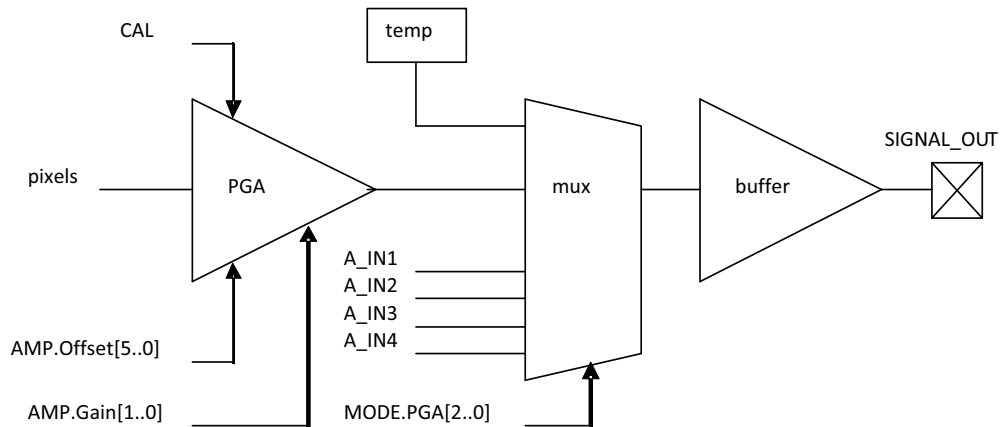 CAL
temp
SIGNAL_OUT
pixels
PGA
mux
buffer
A_IN1
A_IN2
A_IN3
A_IN4
AMP.Offset[5..0]
AMP.Gain[1..0]
MODE.PGA[2..0]